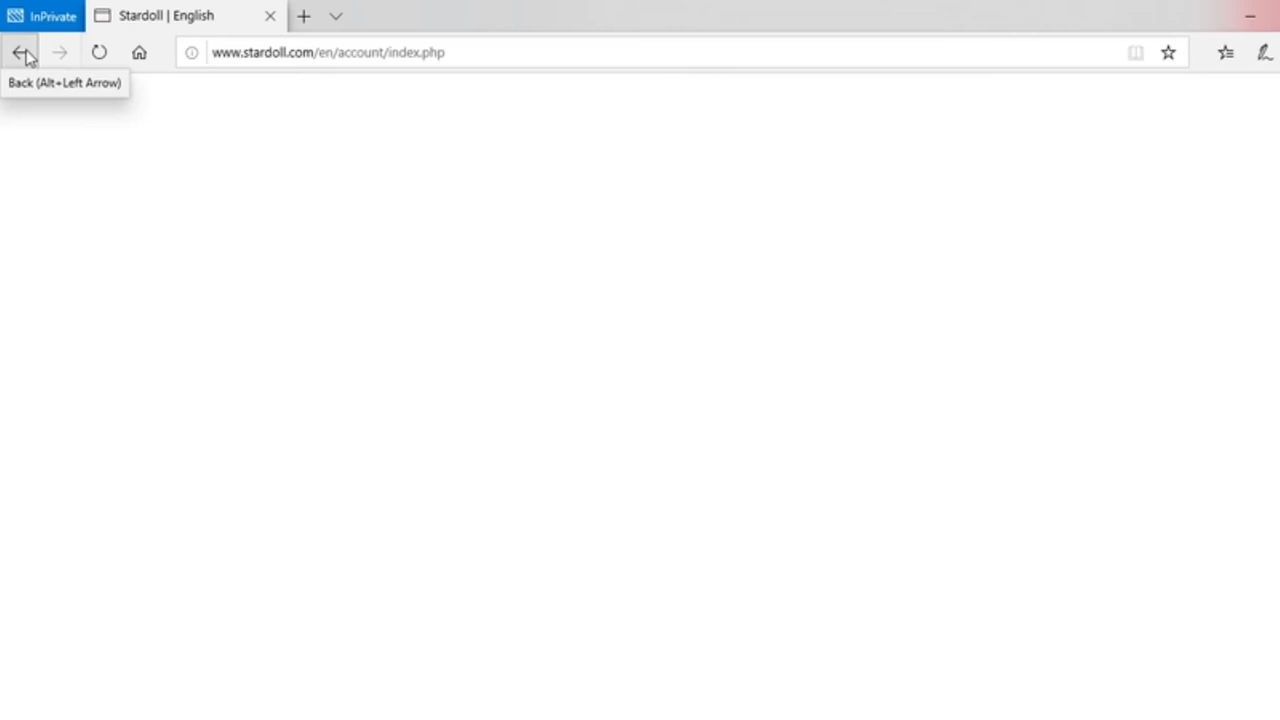 InPrivate
Stardoll | English
www.stardoll.com/en/account/index.php
Back (Alt+Left Arrow)